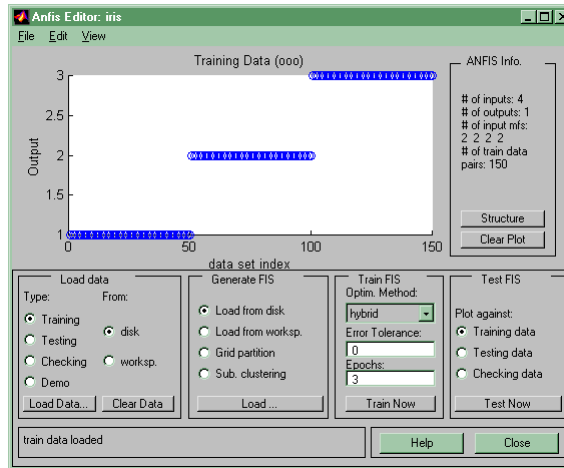 Anfis Editor: iris
File Edit View
Training Data (ooo)
3
2
1
Output
0 50 100 150
data set index
ANFIS Info.
# of inputs: 4
# of outputs: 1
# of input mfs:
2 2 2 2
# of train data
pairs: 150
Structure
Clear Plot
Load data
Type: From:
Training
disk
Testing
Checking
worksp.
Demo
Load Data... Clear Data
Generate FIS
Load from disk
Load from worksp.
Grid partition
Sub. clustering
Load ...
Train FIS
Optim. Method:
hybrid
Error Tolerance:
0
Epochs:
3
Train Now
Test FIS
Plot against:
Training data
Testing data
Checking data
Test Now
train data loaded
Help
Close